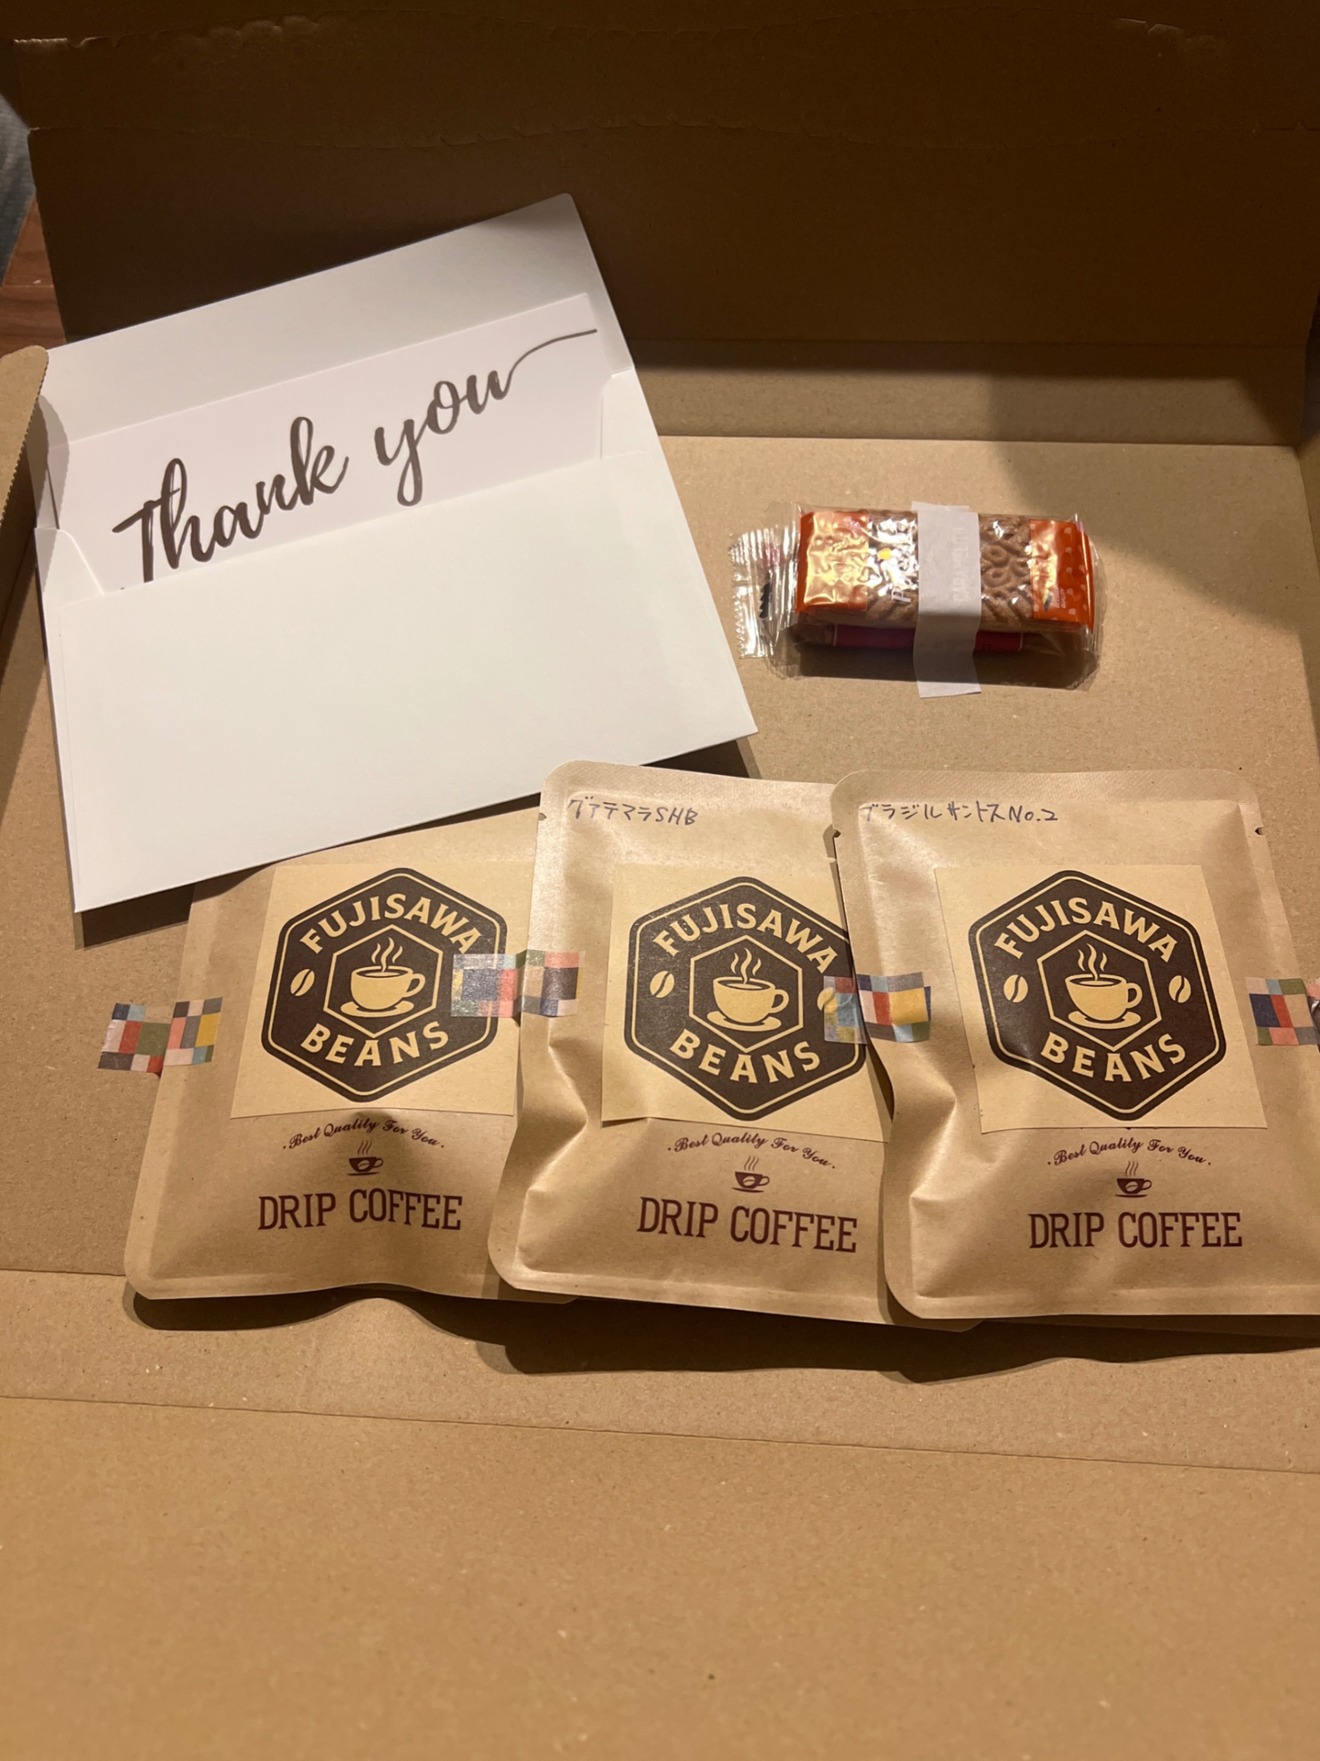 Thank you
グァテマラSHB
ブラジルサントスNo.2
FUJISAWA
BEANS
Best Quality For You
DRIP COFFEE
FUJISAWA
BEANS
Best Quality For You
DRIP COFFEE
FUJISAWA
BEANS
Best Quality For You
DRIP COFFEE